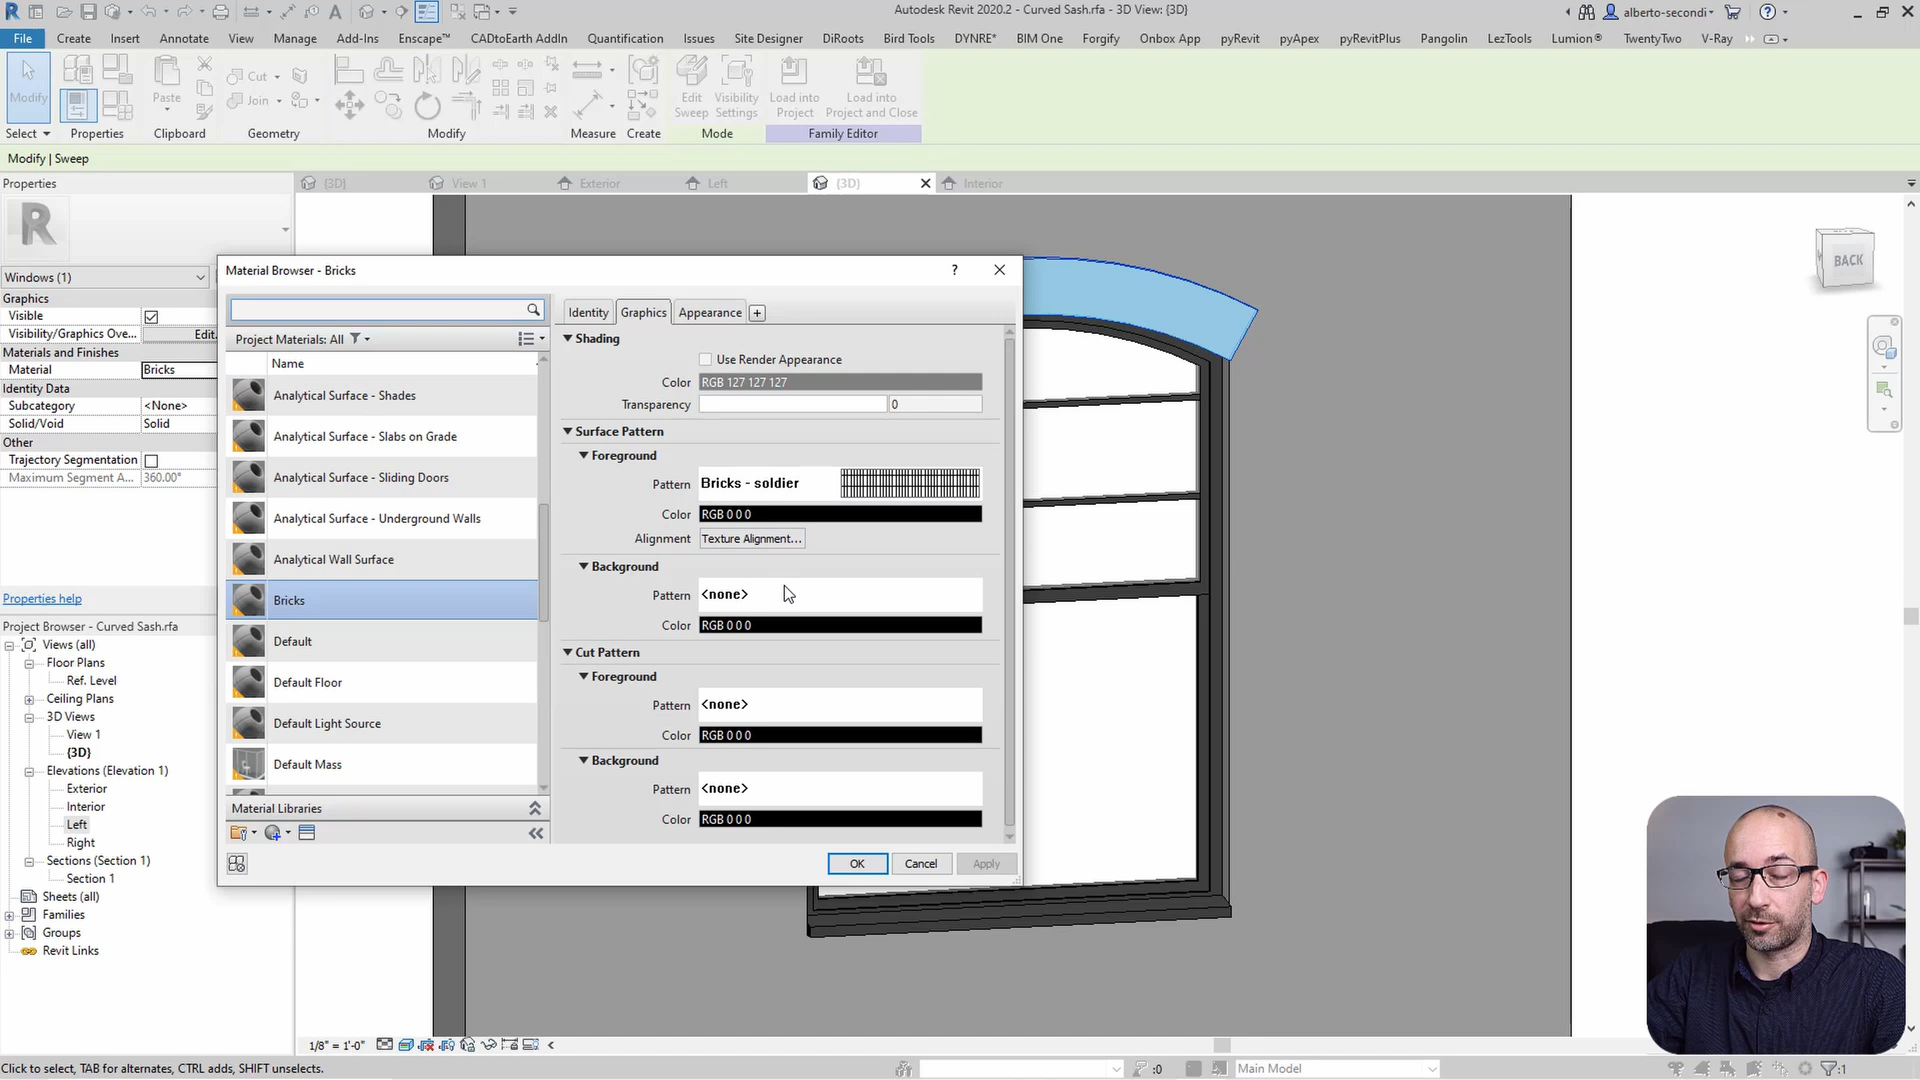 Autodesk Revit 2020.2 - Curved Sash.rfa - 3D View: {3D}
alberto-secondi
File Create Insert Annotate View Manage Add-Ins Enscape™ CADtoEarth AddIn Quantification Issues Site Designer DiRoots Bird Tools DYNRE* BIM One Forgify Onbox App pyRevit pyApex pyRevitPlus Pangolin LezTools Lumion® TwentyTwo V-Ray
Modify
Paste
Cut
Join
Edit Sweep
Visibility Settings
Load into Project
Load into Project and Close
Select Properties Clipboard Geometry Modify Measure Create Mode Family Editor
Modify | Sweep
Properties
{3D} View 1 Exterior Left {3D} Interior
Windows (1)
Graphics
Visible
Visibility/Graphics Ove... Edit.
Materials and Finishes
Material Bricks
Identity Data
Subcategory <None>
Solid/Void Solid
Other
Trajectory Segmentation
Maximum Segment A... 360.00°
Properties help
Project Browser - Curved Sash.rfa
Views (all)
Floor Plans
Ref. Level
Ceiling Plans
3D Views
View 1
{3D}
Elevations (Elevation 1)
Exterior
Interior
Left
Right
Sections (Section 1)
Section 1
Sheets (all)
Families
Groups
Revit Links
Material Browser - Bricks
?
Project Materials: All
Name
Analytical Surface - Shades
Analytical Surface - Slabs on Grade
Analytical Surface - Sliding Doors
Analytical Surface - Underground Walls
Analytical Wall Surface
Bricks
Default
Default Floor
Default Light Source
Default Mass
Material Libraries
Identity Graphics Appearance
Shading
Use Render Appearance
Color RGB 127 127 127
Transparency 0
Surface Pattern
Foreground
Pattern Bricks - soldier
Color RGB 0 0 0
Alignment Texture Alignment...
Background
Pattern <none>
Color RGB 0 0 0
Cut Pattern
Foreground
Pattern <none>
Color RGB 0 0 0
Background
Pattern <none>
Color RGB 0 0 0
OK Cancel Apply
BACK
1/8" = 1'-0"
Click to select, TAB for alternates, CTRL adds, SHIFT unselects.
:0
Main Model
:1